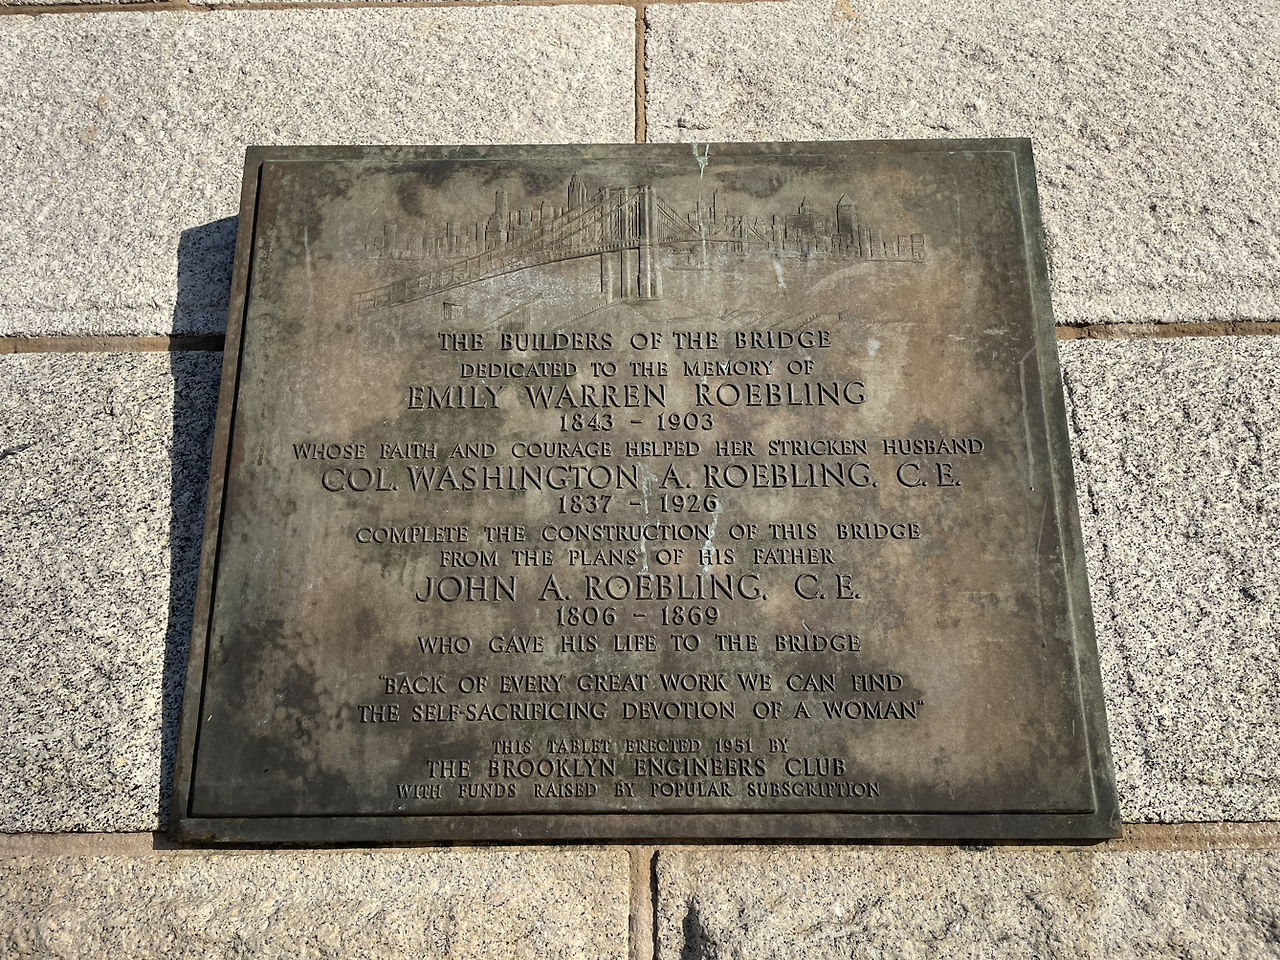 THE BUILDERS OF THE BRIDGE
DEDICATED TO THE MEMORY OF
EMILY WARREN ROEBLING
1843 - 1903
WHOSE FAITH AND COURAGE HELPED HER STRICKEN HUSBAND
COL. WASHINGTON A. ROEBLING, C. E.
1837 - 1926
COMPLETE THE CONSTRUCTION OF THIS BRIDGE
FROM THE PLANS OF HIS FATHER
JOHN A. ROEBLING, C. E.
1806 - 1869
WHO GAVE HIS LIFE TO THE BRIDGE
"BACK OF EVERY GREAT WORK WE CAN FIND
THE SELF-SACRIFICING DEVOTION OF A WOMAN"
THIS TABLET ERECTED 1951 BY
THE BROOKLYN ENGINEERS CLUB
WITH FUNDS RAISED BY POPULAR SUBSCRIPTION